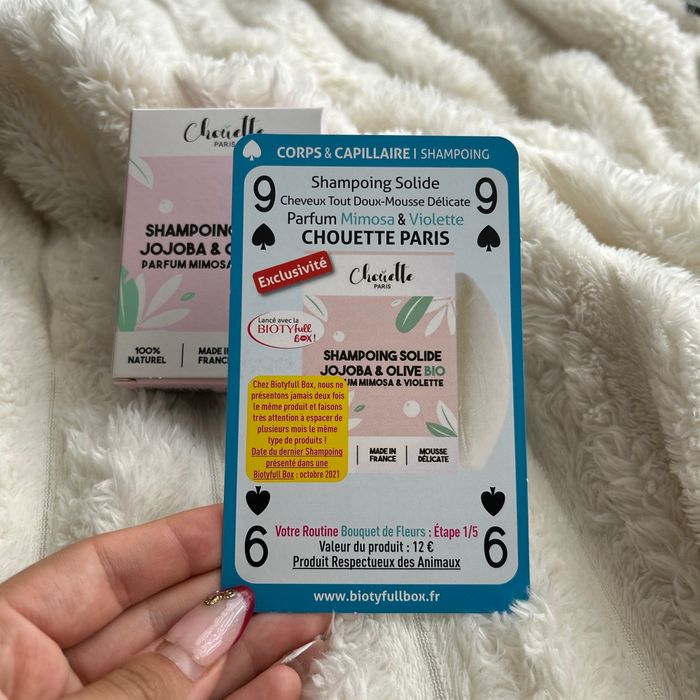 Chouette
PARIS
SHAMPOING
JOJOBA & O
PARFUM MIMOSA
100%
NATUREL
MADE IN
FRANC
CORPS & CAPILLAIRE | SHAMPOING
9
9
Shampoing Solide
Cheveux Tout Doux-Mousse Délicate
Parfum Mimosa & Violette
CHOUETTE PARIS
Exclusivité
Chouette
PARIS
Lancé avec la
BIOTYfull
BOX !
SHAMPOING SOLIDE
JOJOBA & OLIVE BIO
UM MIMOSA & VIOLETTE
Chez Biotyfull Box, nous ne
présentons jamais deux fois
le même produit et faisons
très attention à espacer de
plusieurs mois le même
type de produits !
Date du dernier Shampoing
présenté dans une
Biotyfull Box : octobre 2021
MADE IN
FRANCE
MOUSSE
DÉLICATE
Votre Routine Bouquet de Fleurs : Étape 1/5
Valeur du produit : 12 €
Produit Respectueux des Animaux
9
9
www.biotyfullbox.fr